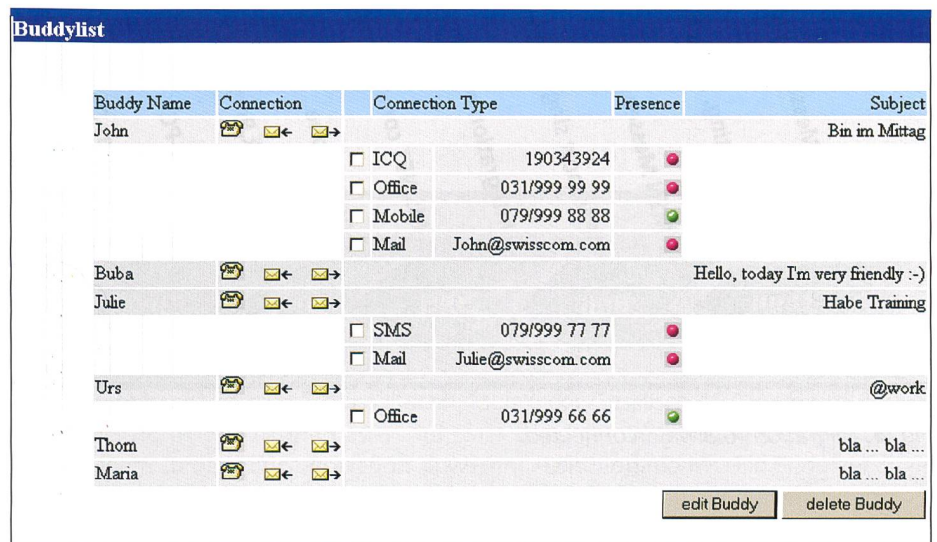 Buddylist
Buddy Name Connection Connection Type Presence Subject
John Bin im Mittag
ICQ 190343924
Office 031/999 99 99
Mobile 079/999 88 88
Mail John@swisscom.com
Buba Hello, today I'm very friendly :-)
Julie Habe Training
SMS 079/999 77 77
Mail Julie@swisscom.com
Urs @work
Office 031/999 66 66
Thom bla ... bla ...
Maria bla ... bla ...
edit Buddy delete Buddy